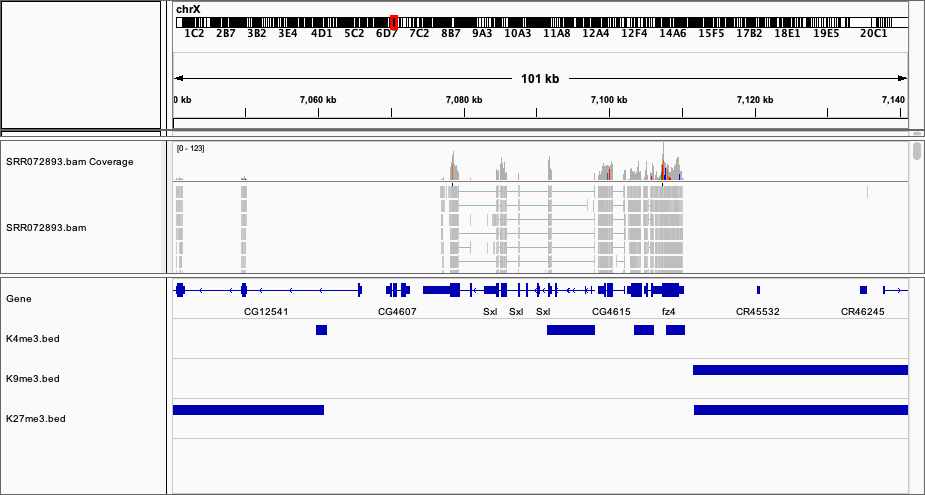 chrX
1C2 2B7 3B2 3E4 4D1 5C2 6D7 7C2 8B7 9A3 10A3 11A8 12A4 12F4 14A6 15F5 17B2 18E1 19E5 20C1
101 kb
0 kb 7,060 kb 7,080 kb 7,100 kb 7,120 kb 7,140
[0 - 123]
SRR072893.bam Coverage
SRR072893.bam
Gene
CG12541 CG4607 Sxl Sxl Sxl CG4615 fz4 CR45532 CR46245
K4me3.bed
K9me3.bed
K27me3.bed